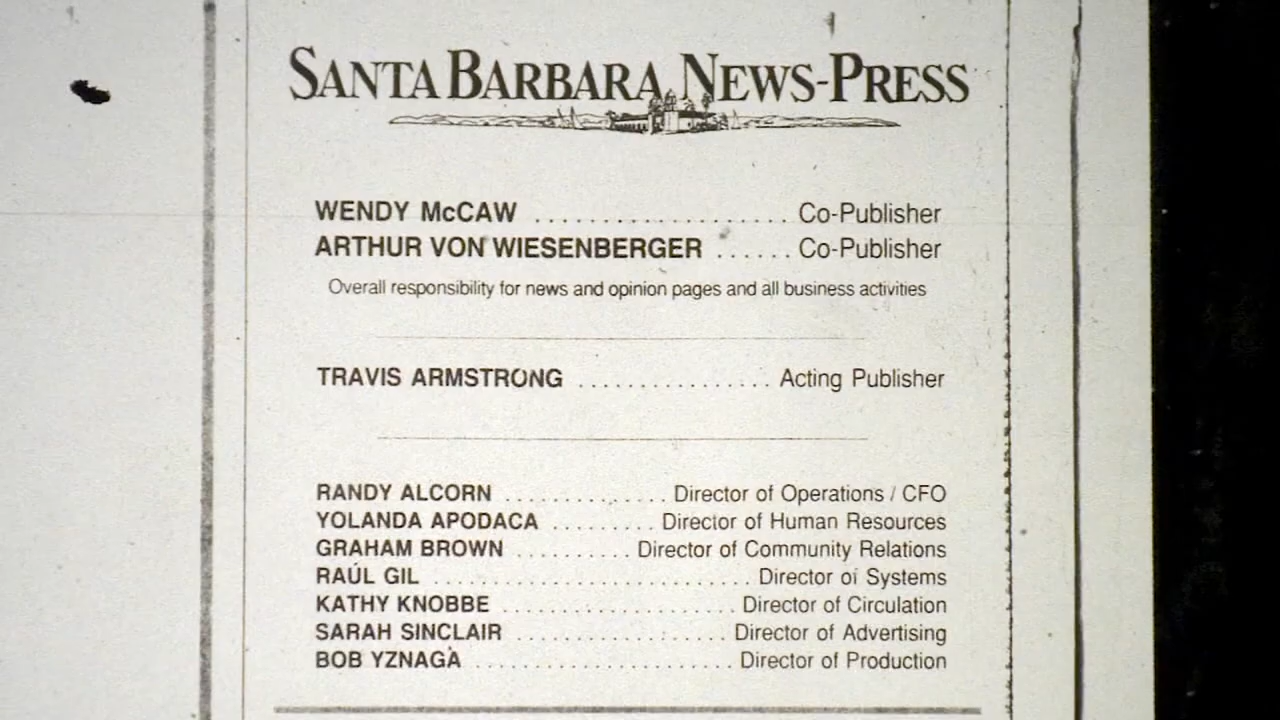 SANTA BARBARA NEWS-PRESS
WENDY McCAW . . . . . . . . . . . . . . . . . . . Co-Publisher
ARTHUR VON WIESENBERGER . . . . . . Co-Publisher
Overall responsibility for news and opinion pages and all business activities
TRAVIS ARMSTRONG . . . . . . . . . . . . . . . Acting Publisher
RANDY ALCORN . . . . . . . . . . . . . Director of Operations / CFO
YOLANDA APODACA . . . . . . . . . Director of Human Resources
GRAHAM BROWN . . . . . . . . . . Director of Community Relations
RAÚL GIL . . . . . . . . . . . . . . . . . . . . . . . . . . Director of Systems
KATHY KNOBBE . . . . . . . . . . . . . . . . . . . Director of Circulation
SARAH SINCLAIR . . . . . . . . . . . . . . . . . Director of Advertising
BOB YZNAGA . . . . . . . . . . . . . . . . . . . . . Director of Production